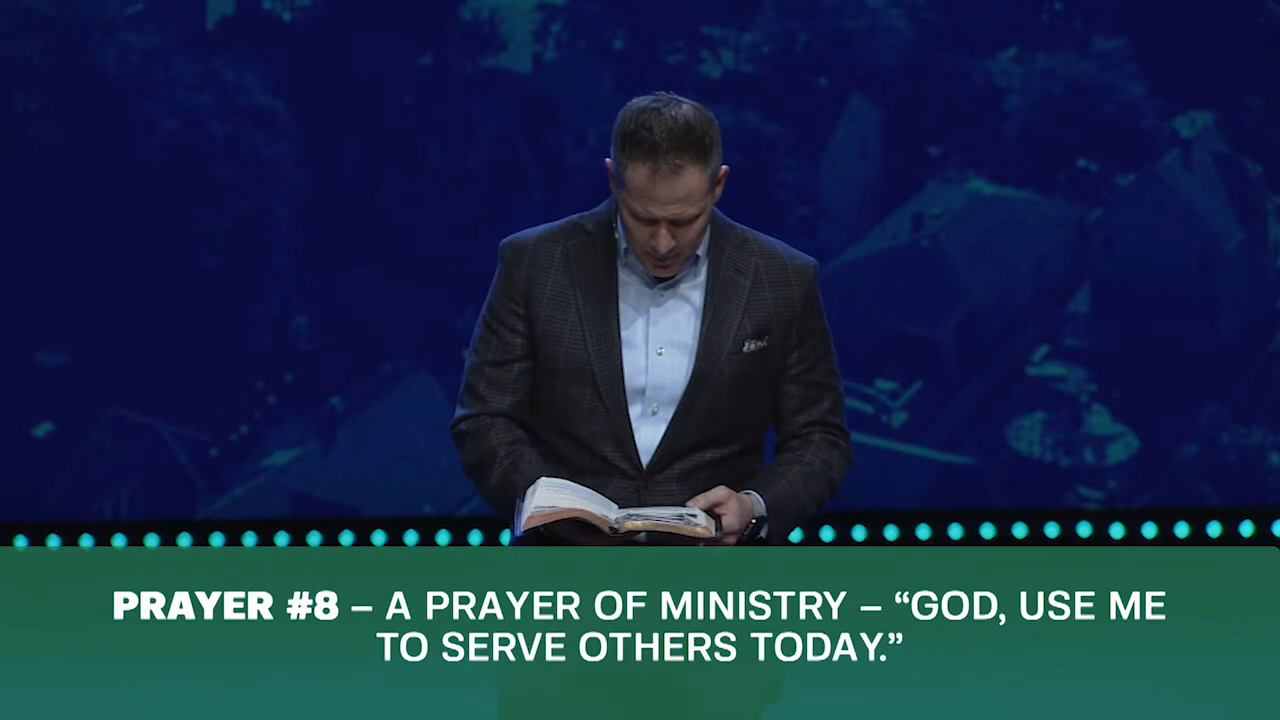 PRAYER #8 – A PRAYER OF MINISTRY – “GOD, USE ME
TO SERVE OTHERS TODAY.”